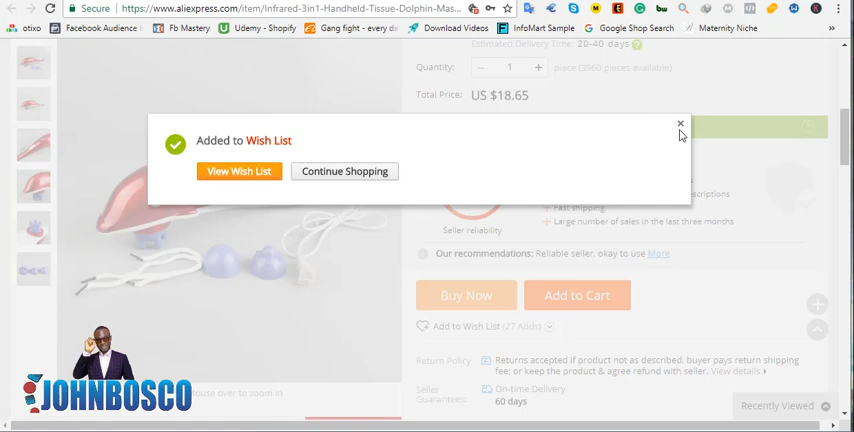 Secure
https://www.aliexpress.com/item/Infrared-3in1-Handheld-Tissue-Dolphin-Mas...
otixo
Facebook Audience I
Fb Mastery
Udemy - Shopify
Gang fight - every da
Download Videos
InfoMart Sample
Google Shop Search
Maternity Niche
Estimated Delivery Time: 20-40 days
Quantity: 1 piece (3960 pieces available)
Total Price: US $18.65
Added to Wish List
View Wish List
Continue Shopping
scriptions
Fast shipping
Large number of sales in the last three months
Seller reliability
Our recommendations: Reliable seller, okay to use More
Buy Now
Add to Cart
Add to Wish List (27 Adds)
Return Policy
Returns accepted if product not as described, buyer pays return shipping
fee; or keep the product & agree refund with seller. View details
Seller
Guarantees:
On-time Delivery
60 days
JOHNBOSCO
ouse over to zoom in
Recently Viewed